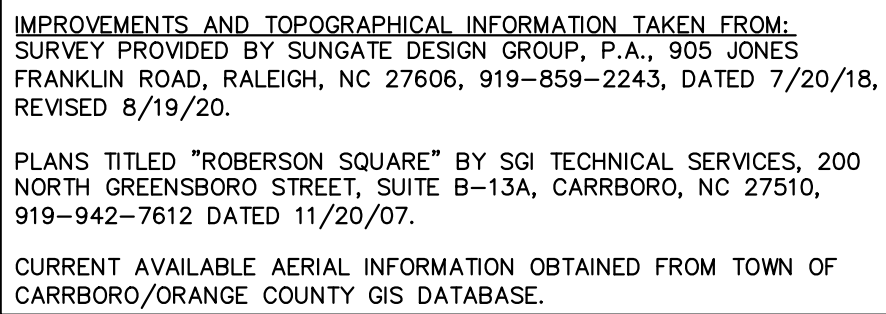 IMPROVEMENTS AND TOPOGRAPHICAL INFORMATION TAKEN FROM:
SURVEY PROVIDED BY SUNGATE DESIGN GROUP, P.A., 905 JONES
FRANKLIN ROAD, RALEIGH, NC 27606, 919–859–2243, DATED 7/20/18,
REVISED 8/19/20.
PLANS TITLED "ROBERSON SQUARE" BY SGI TECHNICAL SERVICES, 200
NORTH GREENSBORO STREET, SUITE B–13A, CARRBORO, NC 27510,
919–942–7612 DATED 11/20/07.
CURRENT AVAILABLE AERIAL INFORMATION OBTAINED FROM TOWN OF
CARRBORO/ORANGE COUNTY GIS DATABASE.